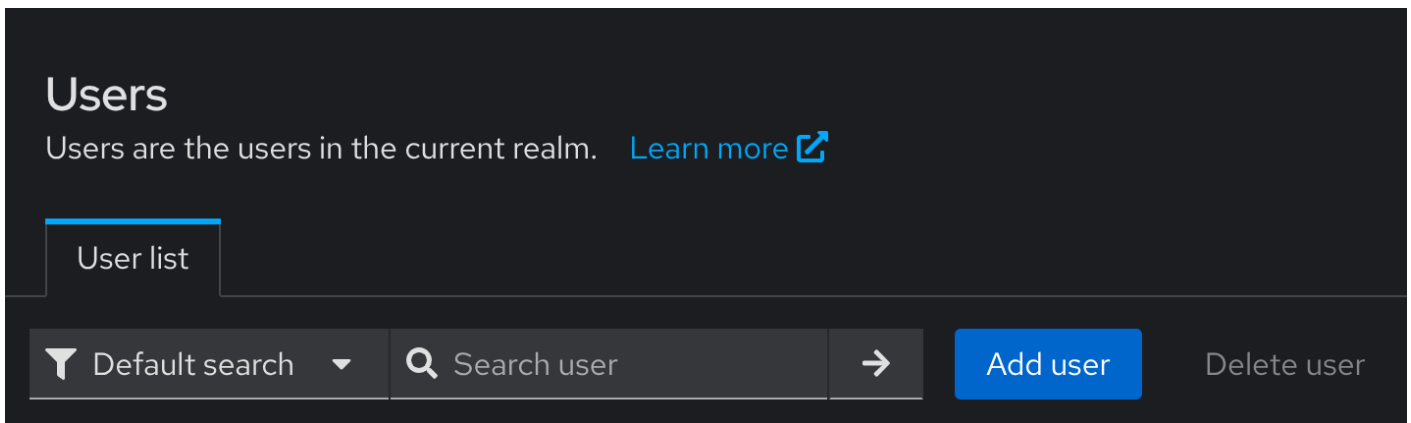 Users
Users are the users in the current realm. Learn more
User list
Default search Search user Add user Delete user